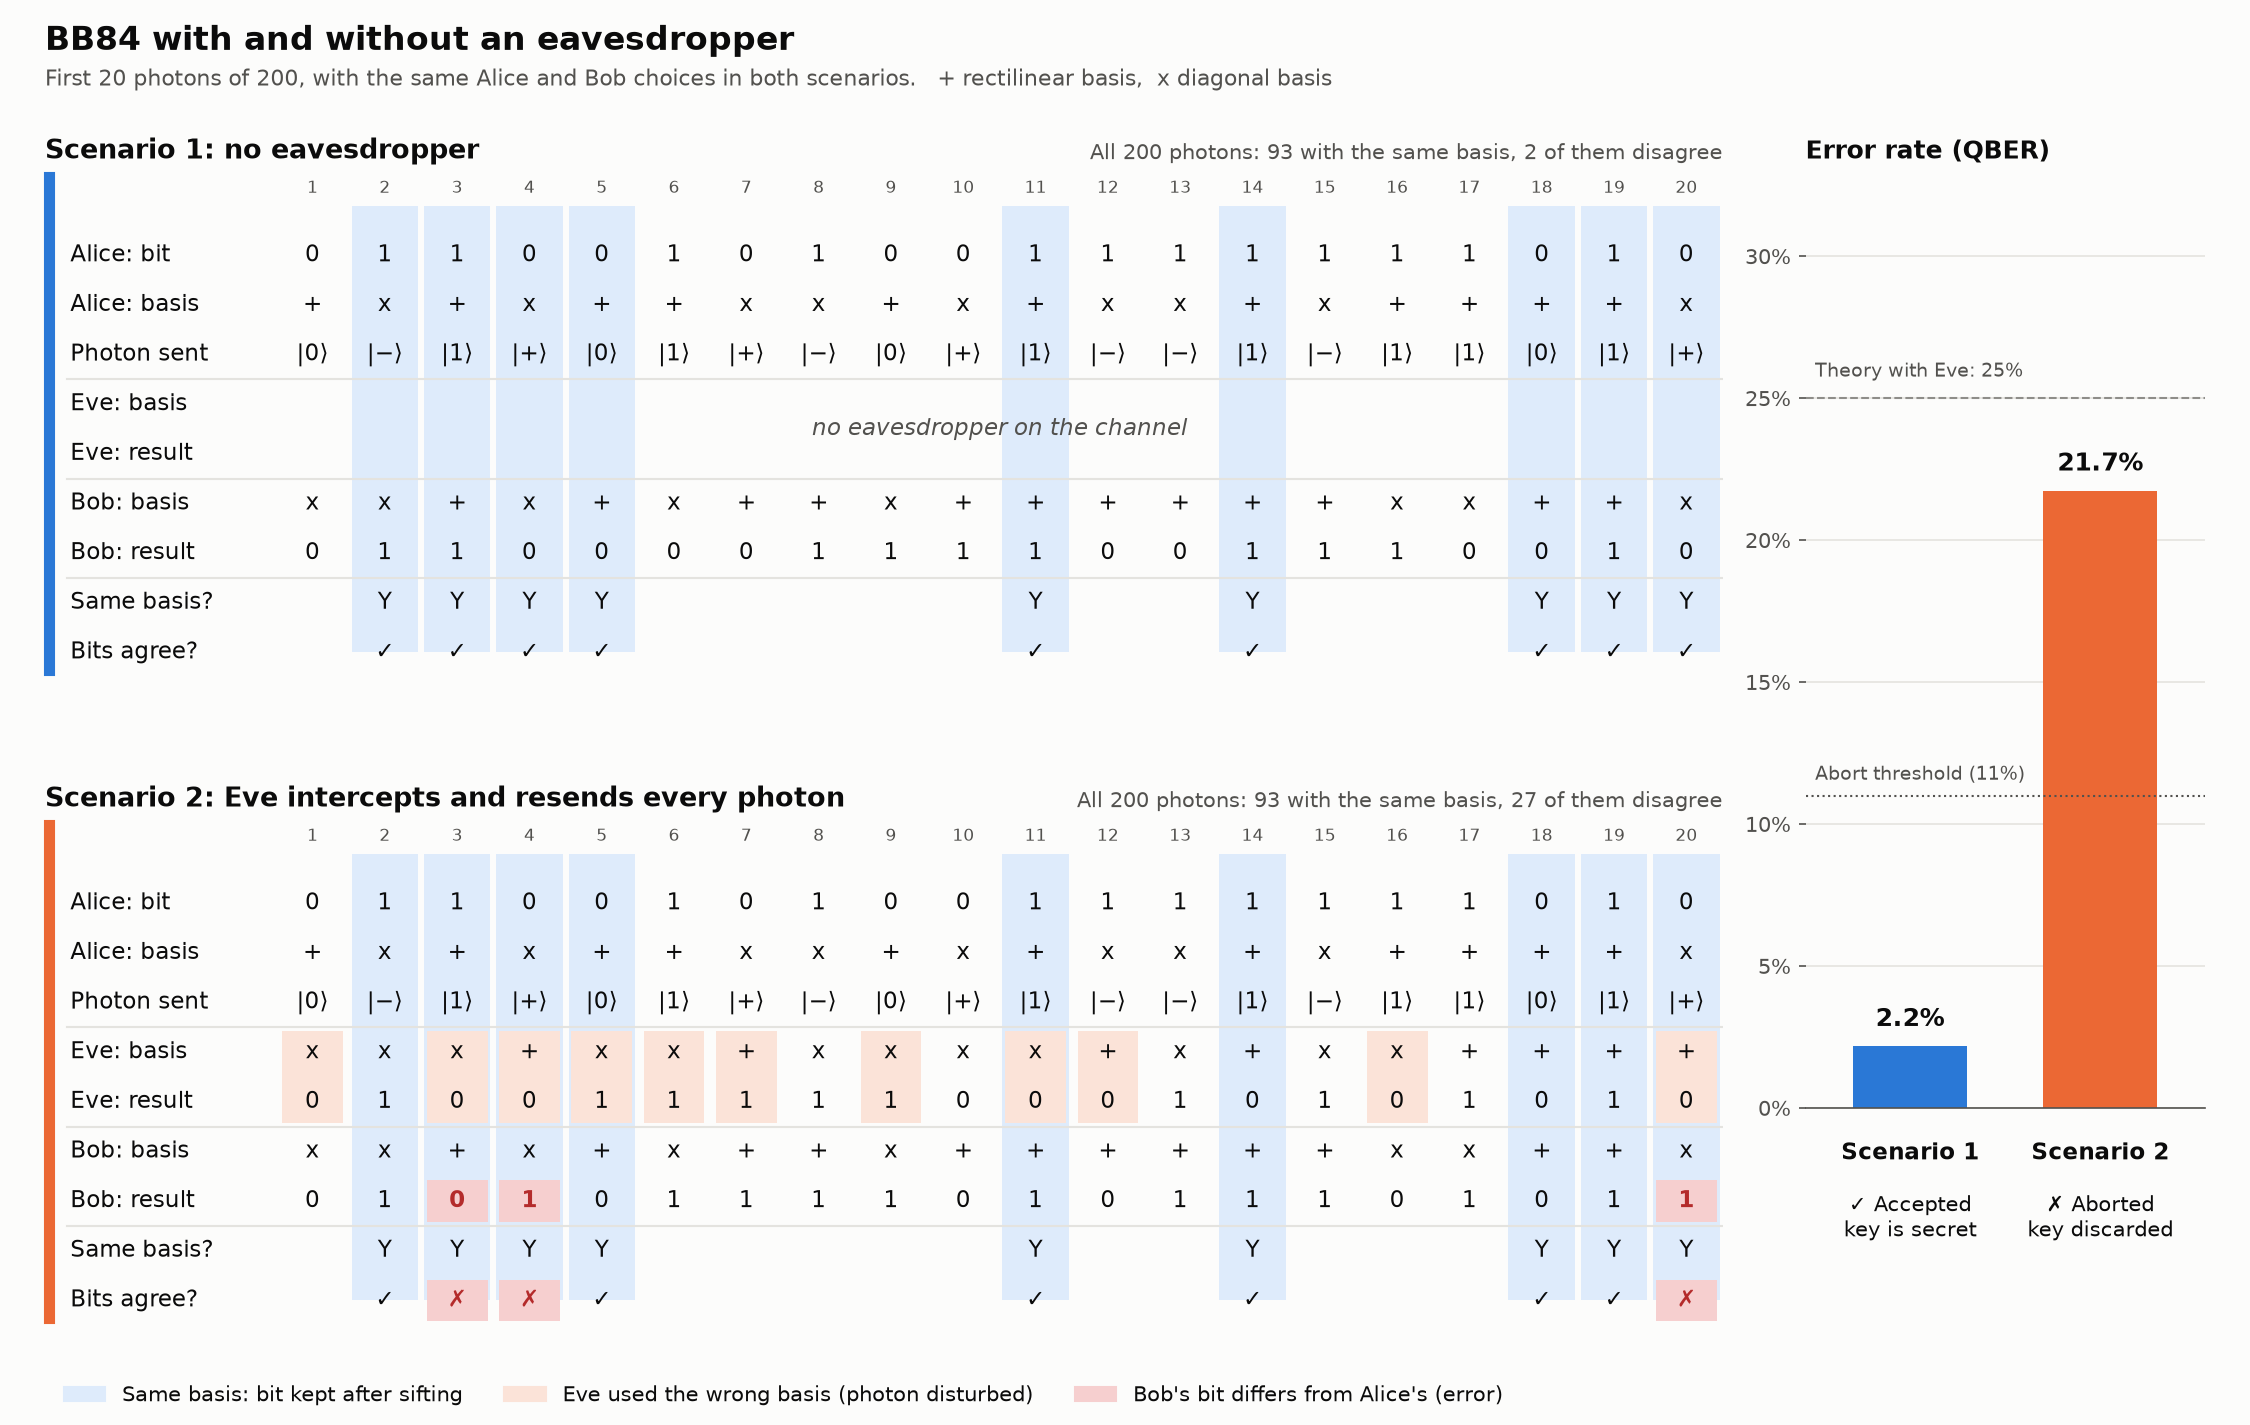 BB84 with and without an eavesdropper
First 20 photons of 200, with the same Alice and Bob choices in both scenarios.   + rectilinear basis,  x diagonal basis
Scenario 1: no eavesdropper
All 200 photons: 93 with the same basis, 2 of them disagree
1 2 3 4 5 6 7 8 9 10 11 12 13 14 15 16 17 18 19 20
Alice: bit 0 1 1 0 0 1 0 1 0 0 1 1 1 1 1 1 1 0 1 0
Alice: basis + x + x + + x x + x + x x + x + + + + x
Photon sent |0⟩ |−⟩ |1⟩ |+⟩ |0⟩ |1⟩ |+⟩ |−⟩ |0⟩ |+⟩ |1⟩ |−⟩ |−⟩ |1⟩ |−⟩ |1⟩ |1⟩ |0⟩ |1⟩ |+⟩
Eve: basis
no eavesdropper on the channel
Eve: result
Bob: basis x x + x + x + + x + + + + + + x x + + x
Bob: result 0 1 1 0 0 0 0 1 1 1 1 0 0 1 1 1 0 0 1 0
Same basis? Y Y Y Y Y Y Y Y Y
Bits agree? ✓ ✓ ✓ ✓ ✓ ✓ ✓ ✓ ✓
Scenario 2: Eve intercepts and resends every photon
All 200 photons: 93 with the same basis, 27 of them disagree
1 2 3 4 5 6 7 8 9 10 11 12 13 14 15 16 17 18 19 20
Alice: bit 0 1 1 0 0 1 0 1 0 0 1 1 1 1 1 1 1 0 1 0
Alice: basis + x + x + + x x + x + x x + x + + + + x
Photon sent |0⟩ |−⟩ |1⟩ |+⟩ |0⟩ |1⟩ |+⟩ |−⟩ |0⟩ |+⟩ |1⟩ |−⟩ |−⟩ |1⟩ |−⟩ |1⟩ |1⟩ |0⟩ |1⟩ |+⟩
Eve: basis x x x + x x + x x x x + x + x x + + + +
Eve: result 0 1 0 0 1 1 1 1 1 0 0 0 1 0 1 0 1 0 1 0
Bob: basis x x + x + x + + x + + + + + + x x + + x
Bob: result 0 1 0 1 0 1 1 1 1 0 1 0 1 1 1 0 1 0 1 1
Same basis? Y Y Y Y Y Y Y Y Y
Bits agree? ✓ ✗ ✗ ✓ ✓ ✓ ✓ ✓ ✗
Same basis: bit kept after sifting
Eve used the wrong basis (photon disturbed)
Bob's bit differs from Alice's (error)
Error rate (QBER)
30%
Theory with Eve: 25%
25%
21.7%
20%
15%
Abort threshold (11%)
10%
5%
2.2%
0%
Scenario 1
Scenario 2
✓ Accepted
key is secret
✗ Aborted
key discarded